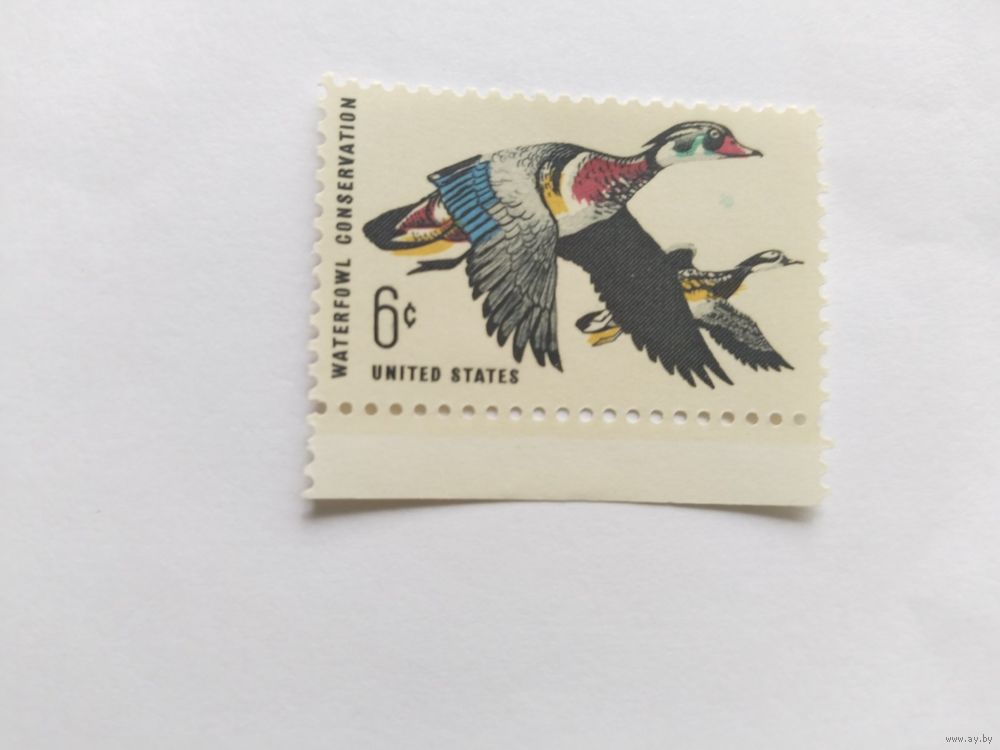 WATERFOWL CONSERVATION
6¢
UNITED STATES
www.ay.by